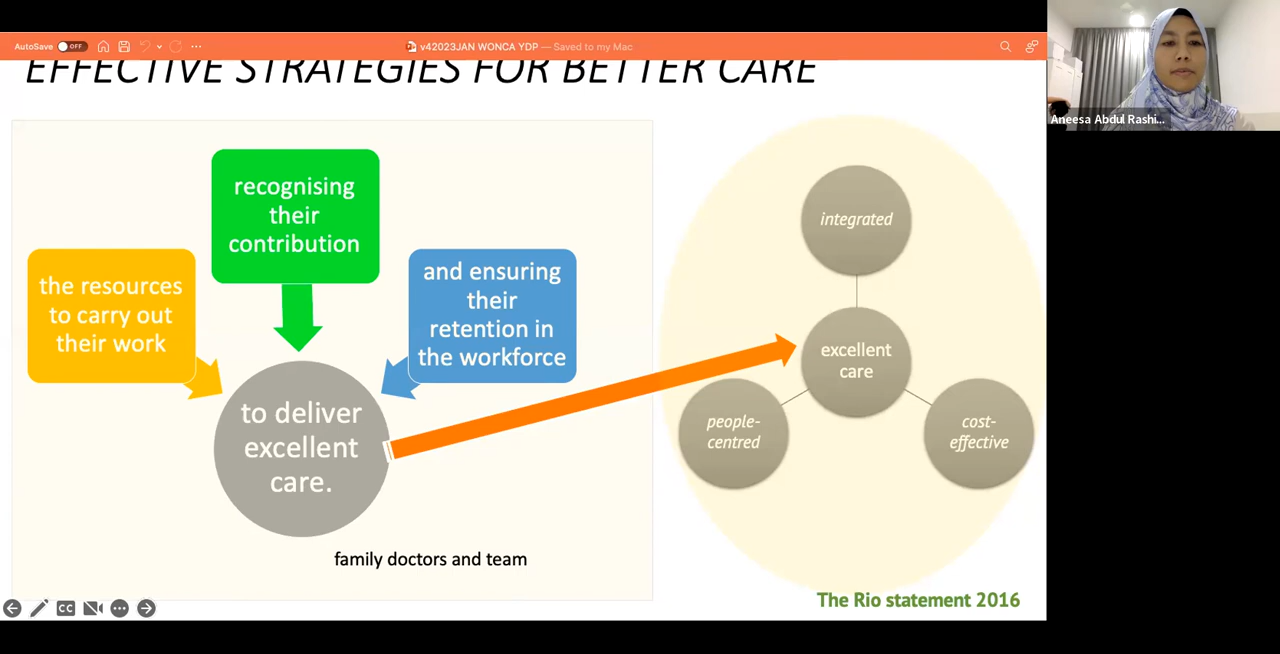 AutoSave OFF
v42023JAN WONCA YDP — Saved to my Mac
EFFECTIVE STRATEGIES FOR BETTER CARE
recognising
their
contribution
the resources
to carry out
their work
and ensuring
their
retention in
the workforce
to deliver
excellent
care.
family doctors and team
integrated
excellent
care
people-
centred
cost-
effective
The Rio statement 2016
CC
Aneesa Abdul Rashi...